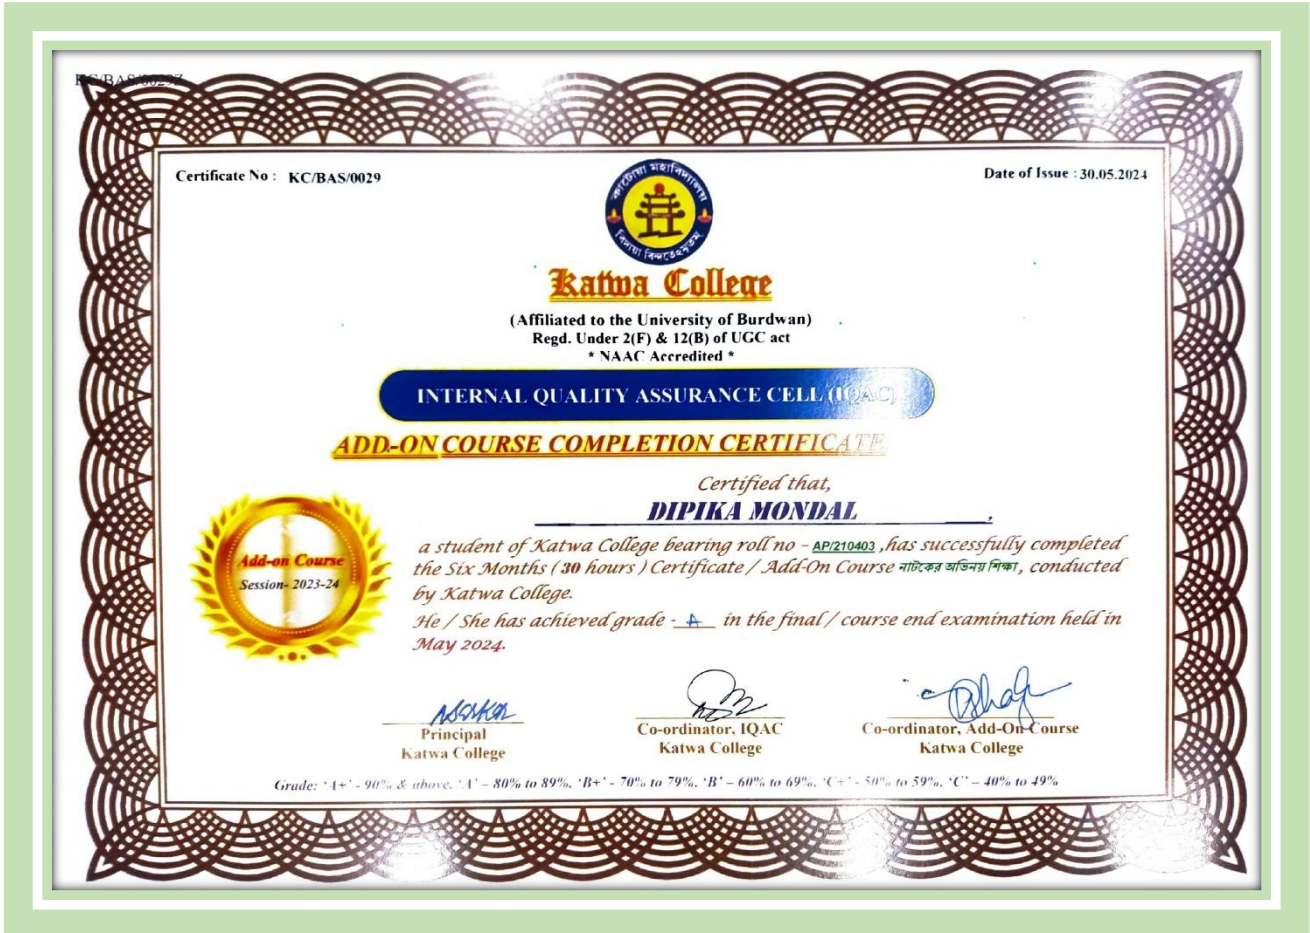 Certificate No : KC/BAS/0029
Date of Issue : 30.05.2024
কাটোয়া মহাবিদ্যালয়
Katwa College
(Affiliated to the University of Burdwan)
Regd. Under 2(F) & 12(B) of UGC act
* NAAC Accredited *
INTERNAL QUALITY ASSURANCE CELL (IQAC)
ADD-ON COURSE COMPLETION CERTIFICATE
Certified that,
DIPIKA MONDAL,
a student of Katwa College bearing roll no - AP/210403 , has successfully completed
the Six Months ( 30 hours ) Certificate / Add-On Course নাটকের অভিনয় শিক্ষা, conducted
by Katwa College.
He / She has achieved grade - A in the final / course end examination held in
May 2024.
Add-on Course
Session- 2023-24
Principal
Katwa College
Co-ordinator, IQAC
Katwa College
Co-ordinator, Add-On Course
Katwa College
Grade: 'A+' - 90% & above, 'A' – 80% to 89%, 'B+' - 70% to 79%, 'B' – 60% to 69%, 'C+' - 50% to 59%, 'C' – 40% to 49%